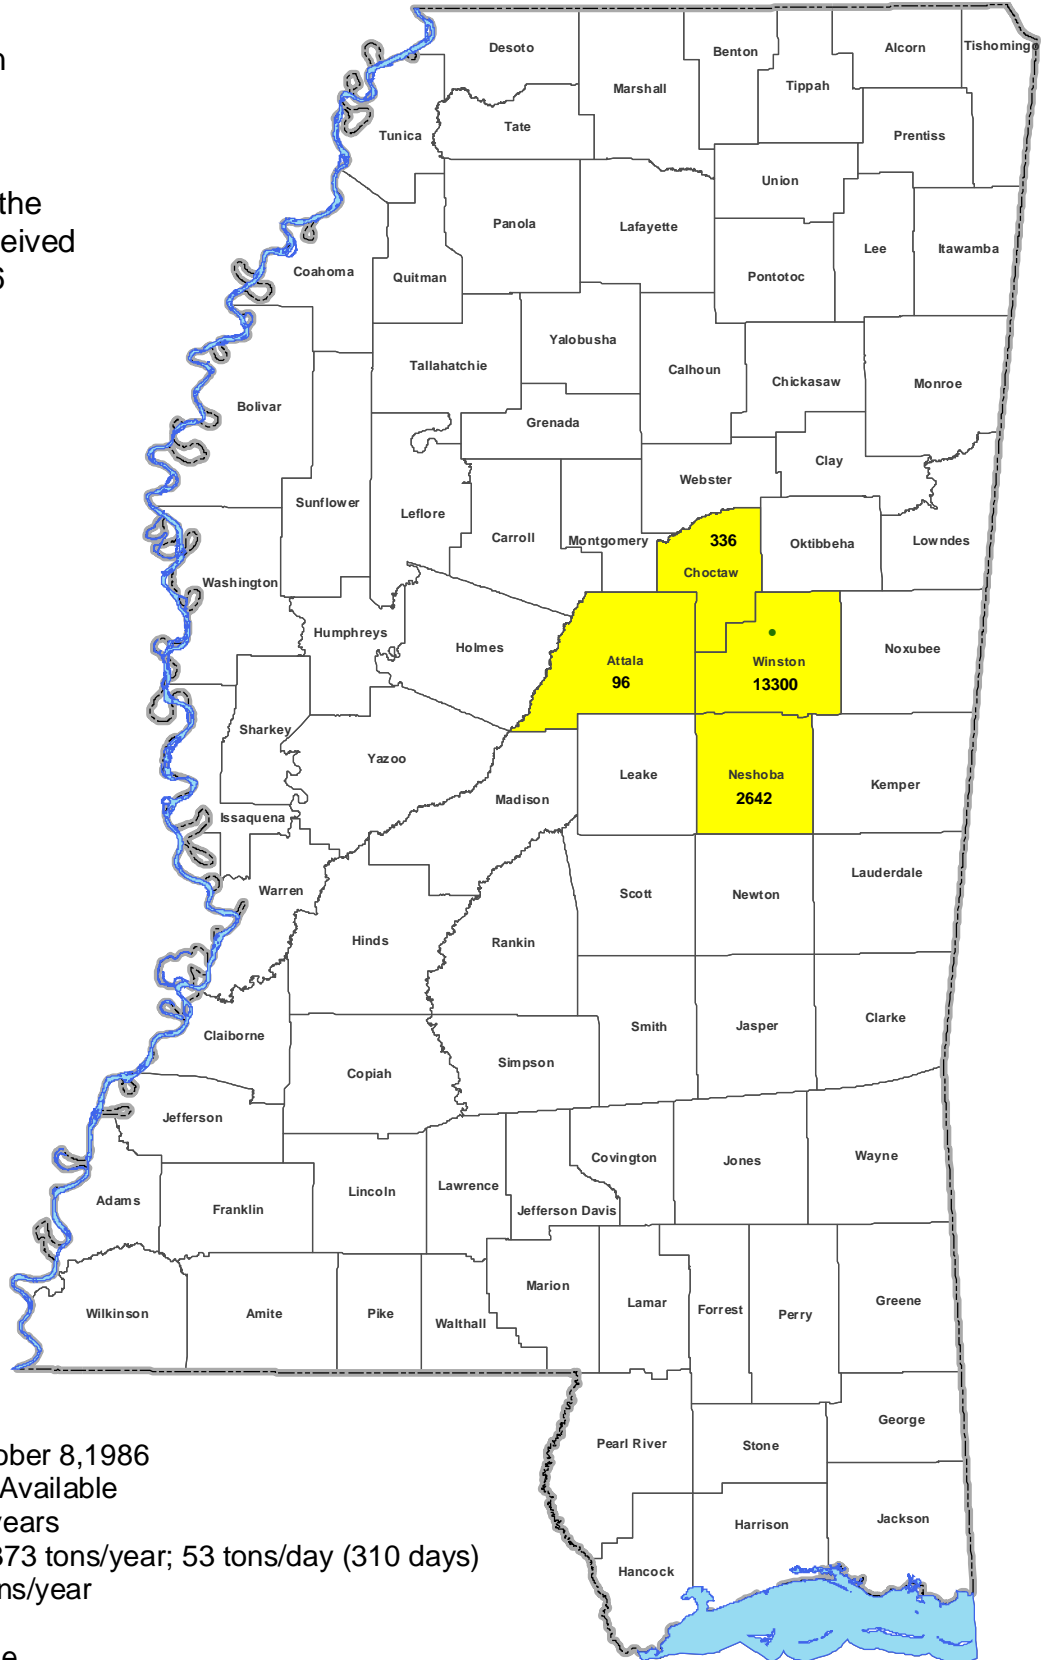 Desoto
Benton
Alcorn
Tishomingo
Marshall
Tippah
Tate
Tunica
Prentiss
Union
the
Panola
Lafayette
eived
Lee
Itawamba
Coahoma
Quitman
Pontotoc
Yalobusha
Tallahatchie
Calhoun
Chickasaw
Monroe
Bolivar
Grenada
Clay
Webster
Sunflower
Leflore
Carroll
Montgomery
336
Oktibbeha
Lowndes
Choctaw
Washington
Humphreys
Holmes
Noxubee
Attala
96
Winston
13300
Sharkey
Yazoo
Leake
Neshoba
2642
Kemper
Madison
Issaquena
Lauderdale
Warren
Scott
Newton
Hinds
Rankin
Claiborne
Smith
Jasper
Clarke
Simpson
Copiah
Jefferson
Covington
Jones
Wayne
Adams
Lincoln
Lawrence
Franklin
Jefferson Davis
Marion
Wilkinson
Amite
Pike
Walthall
Lamar
Forrest
Perry
Greene
George
Pearl River
Stone
ober 8,1986
Available
years
373 tons/year; 53 tons/day (310 days)
ns/year
Harrison
Jackson
Hancock